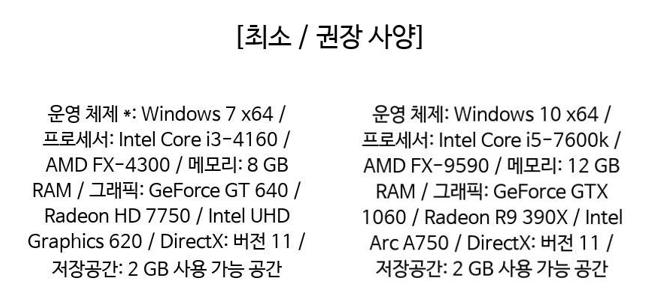 [최소 / 권장 사양]
운영 체제 *: Windows 7 x64 /
프로세서: Intel Core i3-4160 /
AMD FX-4300 / 메모리: 8 GB
RAM / 그래픽: GeForce GT 640 /
Radeon HD 7750 / Intel UHD
Graphics 620 / DirectX: 버전 11 /
저장공간: 2 GB 사용 가능 공간
운영 체제: Windows 10 x64 /
프로세서: Intel Core i5-7600k /
AMD FX-9590 / 메모리: 12 GB
RAM / 그래픽: GeForce GTX
1060 / Radeon R9 390X / Intel
Arc A750 / DirectX: 버전 11 /
저장공간: 2 GB 사용 가능 공간